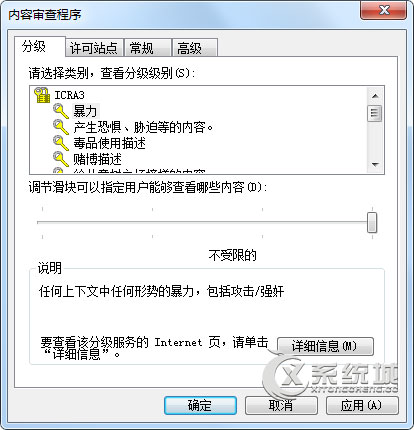 内容审查程序
分级 许可站点 常规 高级
请选择类别，查看分级级别(S):
ICRA3
暴力
产生恐惧、胁迫等的内容。
毒品使用描述
赌博描述
调节滑块可以指定用户能够查看哪些内容(D):
不受限的
说明
任何上下文中任何形势的暴力，包括攻击/强奸
要查看该分级服务的 Internet 页，请单击
“详细信息”。
详细信息(M)
确定 取消 应用(A)
系统城